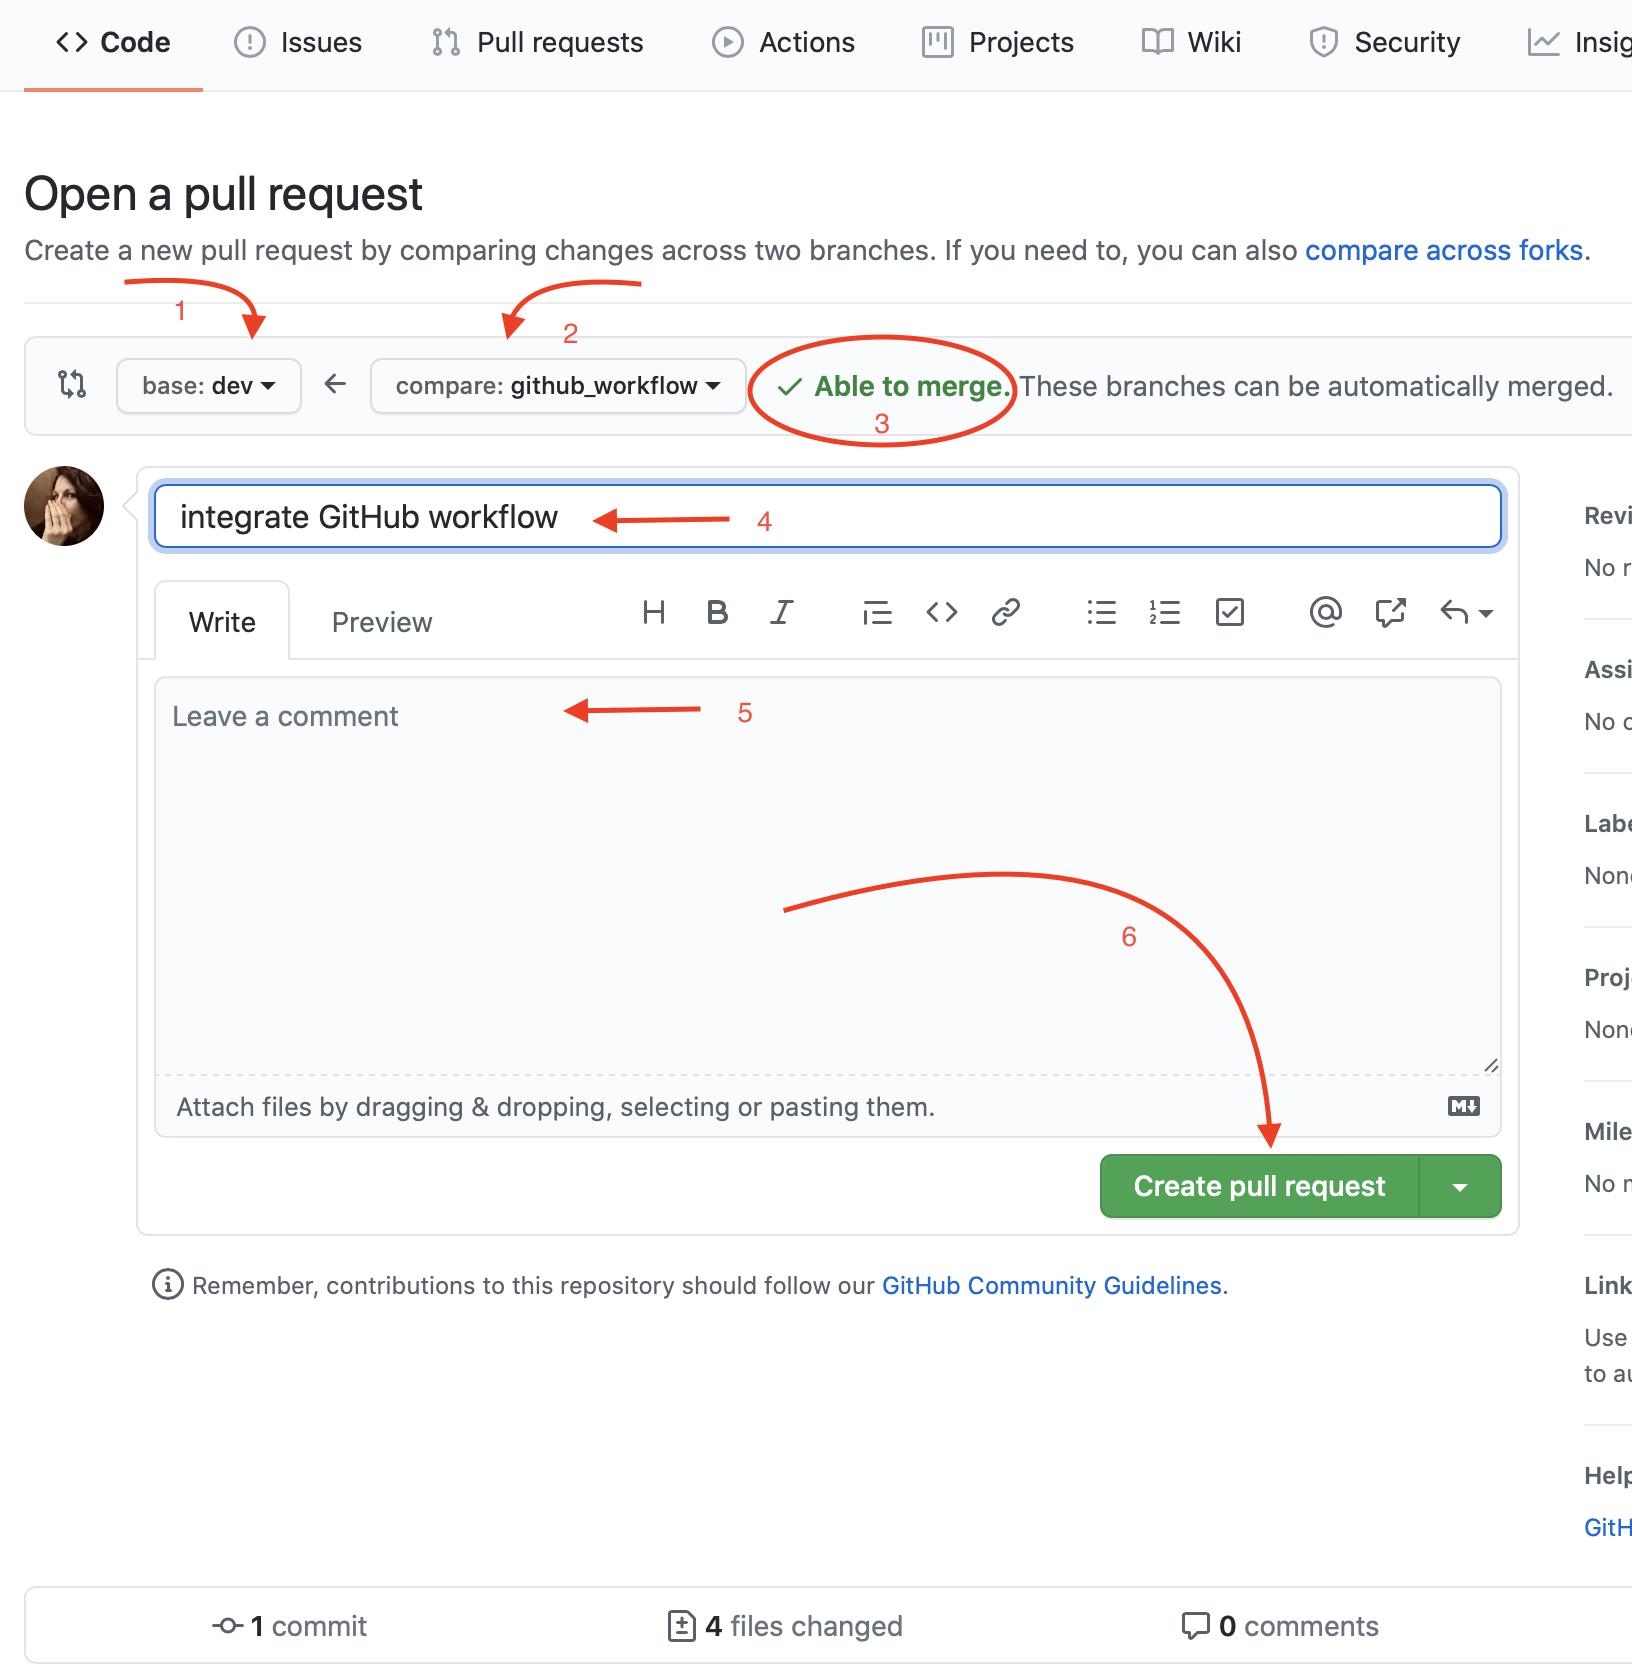 Code Issues Pull requests Actions Projects Wiki Security Insig
Open a pull request
Create a new pull request by comparing changes across two branches. If you need to, you can also compare across forks.
1
2
base: dev compare: github_workflow Able to merge. These branches can be automatically merged.
3
integrate GitHub workflow 4
Revi
No r
Write Preview
Assi
No o
Leave a comment 5
Labe
None
6
Proj
None
Attach files by dragging & dropping, selecting or pasting them.
Mile
No m
Create pull request
Remember, contributions to this repository should follow our GitHub Community Guidelines.
Link
Use
to au
Help
GitH
1 commit 4 files changed 0 comments